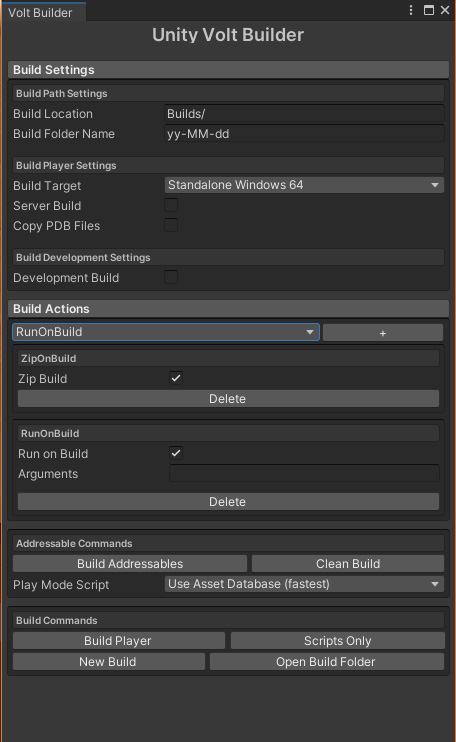 Volt Builder
Unity Volt Builder
Build Settings
Build Path Settings
Build Location Builds/
Build Folder Name yy-MM-dd
Build Player Settings
Build Target Standalone Windows 64
Server Build
Copy PDB Files
Build Development Settings
Development Build
Build Actions
RunOnBuild +
ZipOnBuild
Zip Build
Delete
RunOnBuild
Run on Build
Arguments
Delete
Addressable Commands
Build Addressables Clean Build
Play Mode Script Use Asset Database (fastest)
Build Commands
Build Player Scripts Only
New Build Open Build Folder